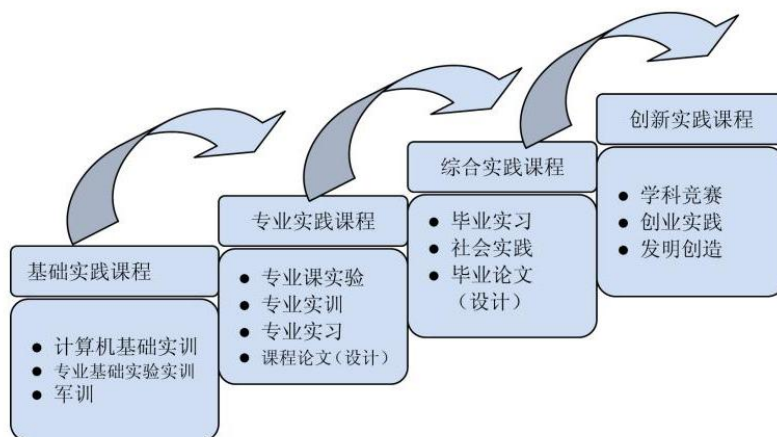 基础实践课程
● 计算机基础实训
● 专业基础实验实训
● 军训
专业实践课程
● 专业课实验
● 专业实训
● 专业实习
● 课程论文(设计)
综合实践课程
● 毕业实习
● 社会实践
● 毕业论文
(设计)
创新实践课程
● 学科竞赛
● 创业实践
● 发明创造